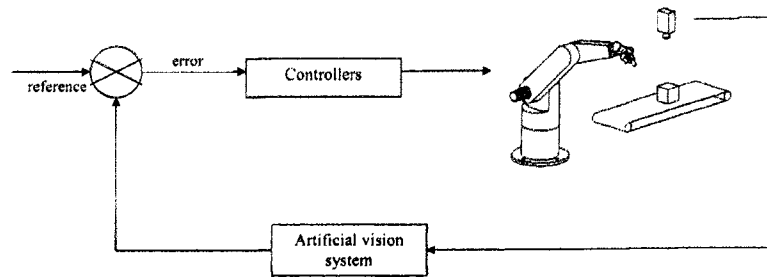 error
Controllers
reference
Artificial vision
system